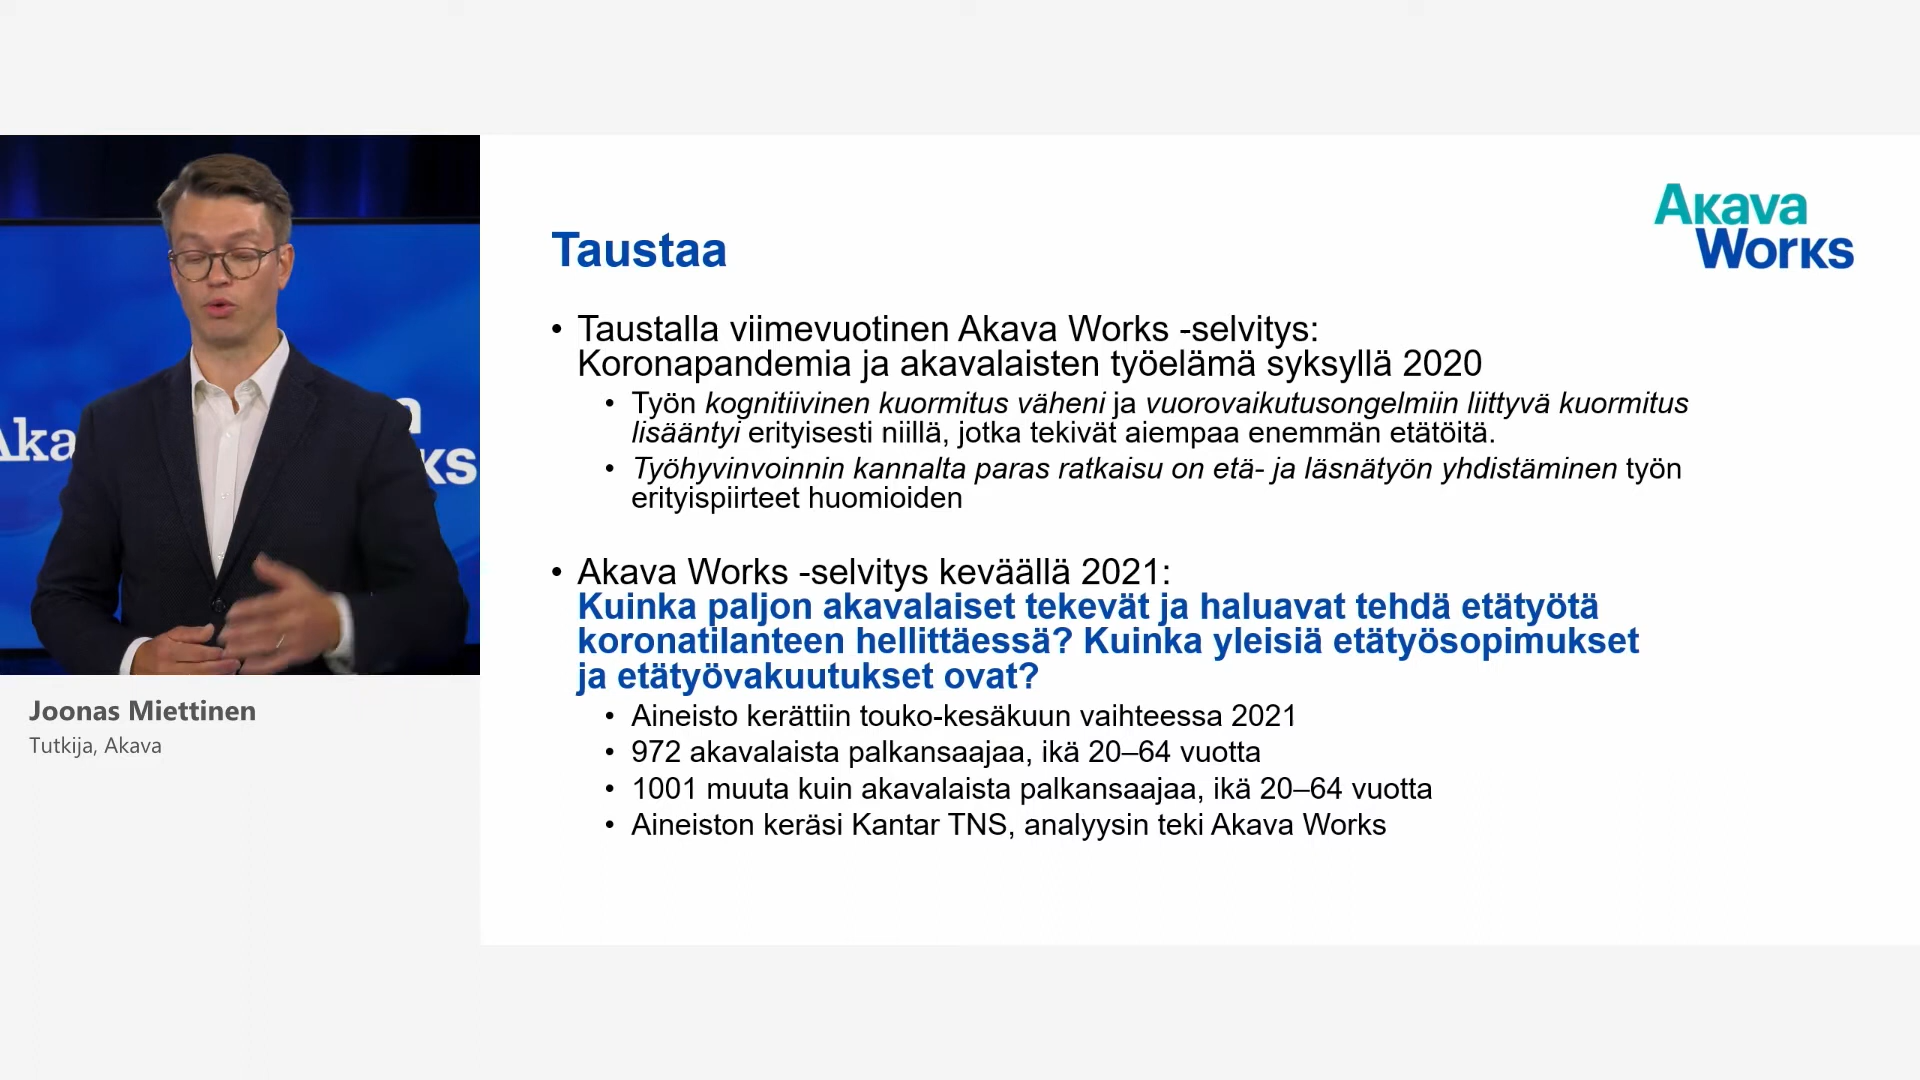 Akava
Works
Taustaa
• Taustalla viimevuotinen Akava Works -selvitys:
Koronapandemia ja akavalaisten työelämä syksyllä 2020
• Työn kognitiivinen kuormitus väheni ja vuorovaikutusongelmiin liittyvä kuormitus
lisääntyi erityisesti niillä, jotka tekivät aiempaa enemmän etätöitä.
• Työhyvinvoinnin kannalta paras ratkaisu on etä- ja läsnätyön yhdistäminen työn
erityispiirteet huomioiden
• Akava Works -selvitys keväällä 2021:
Kuinka paljon akavalaiset tekevät ja haluavat tehdä etätyötä
koronatilanteen hellittäessä? Kuinka yleisiä etätyösopimukset
ja etätyövakuutukset ovat?
• Aineisto kerättiin touko-kesäkuun vaihteessa 2021
• 972 akavalaista palkansaajaa, ikä 20–64 vuotta
• 1001 muuta kuin akavalaista palkansaajaa, ikä 20–64 vuotta
• Aineiston keräsi Kantar TNS, analyysin teki Akava Works
Aka
ks
Joonas Miettinen
Tutkija, Akava